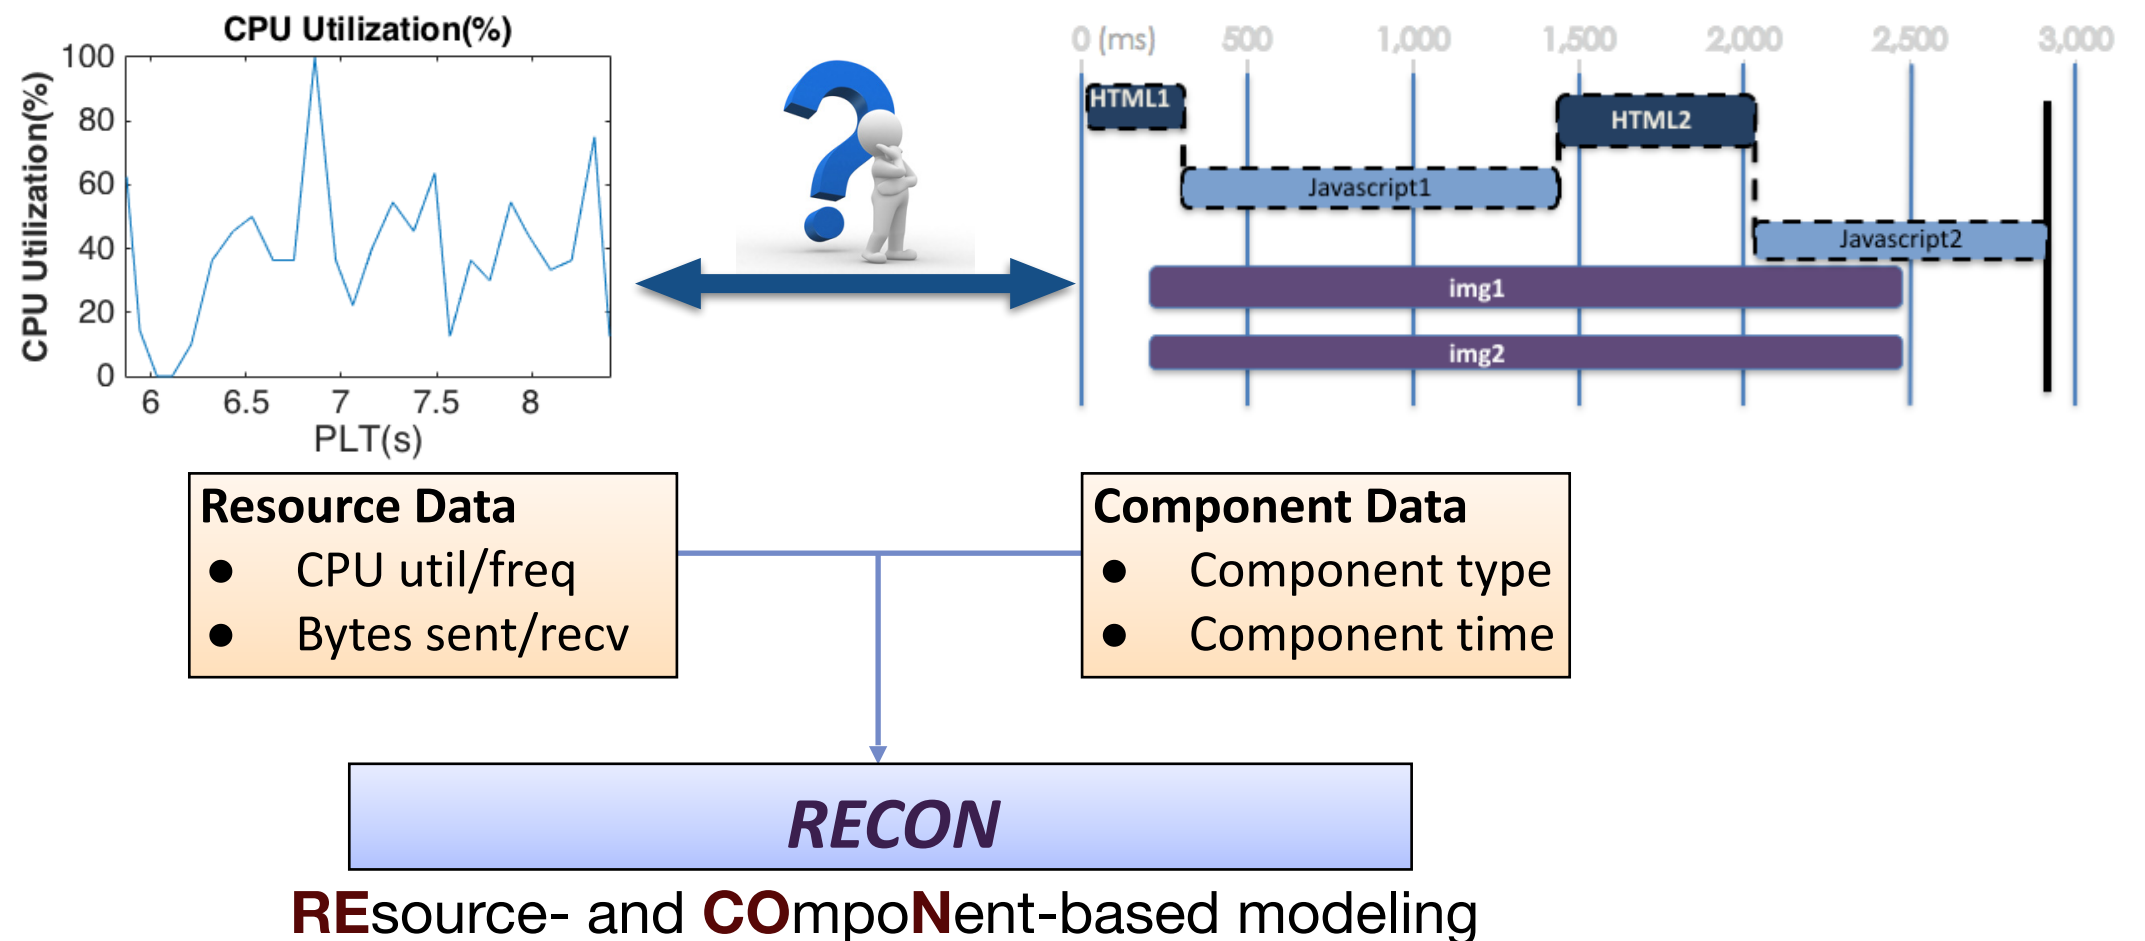 CPU Utilization(%)
CPU Utilization(%)
100
80
60
40
20
0
6 6.5 7 7.5 8
PLT(s)
0 (ms) 500 1,000 1,500 2,000 2,500 3,000
HTML1
HTML2
Javascript1
Javascript2
img1
img2
Resource Data
● CPU util/freq
● Bytes sent/recv
Component Data
● Component type
● Component time
RECON
REsource- and COmpoNent-based modeling